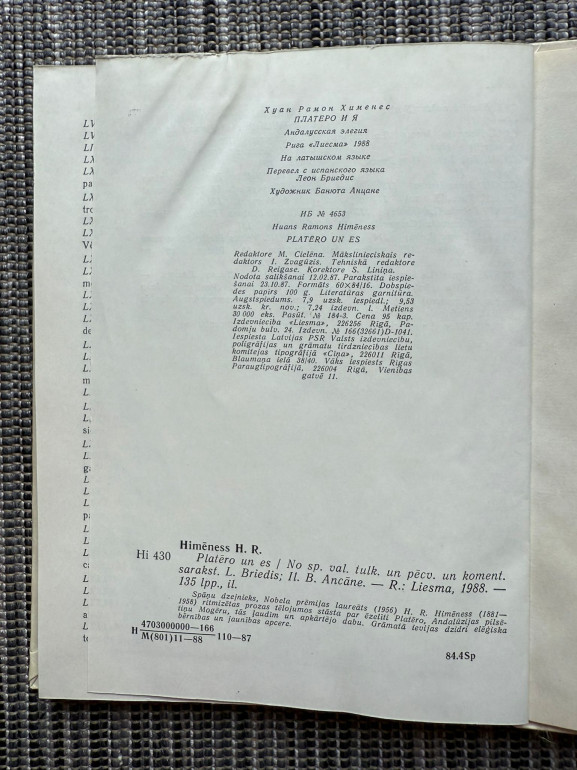 Хуан Рамон Хименес
ПЛАТЕРО И Я
Андалусская элегия
Рига «Лиесма» 1988
На латышском языке
Перевел с испанского языка
Леон Бриедис
Художник Банюта Анцане
ИБ № 4653
Huans Ramons Himēness
PLATĒRO UN ES
Redaktore M. Cielēna. Mākslinieciskais re-
daktors I. Zvagūzis. Tehniskā redaktore
D. Reigase. Korektore S. Liniņa.
Nodota salikšanai 12.02.87. Parakstīta iespie-
šanai 23.10.87. Formāts 60×84/16. Dobspie-
des papīrs 100 g. Literatūras garnitūra.
Augstspiedums. 7,9 uzsk. iespiedl.; 9,53
uzsk. kr. nov.; 7,24 izdevn. l. Metiens
30 000 eks. Pasūt. № 184-3. Cena 95 kap.
Izdevniecība «Liesma», 226256 Rīgā, Pa-
domju bulv. 24. Izdevn. № 166(32661)D-1041.
Iespiesta Latvijas PSR Valsts izdevniecību,
poligrāfijas un grāmatu tirdzniecības lietu
komitejas tipogrāfijā «Cīņa», 226011 Rīgā,
Blaumaņa ielā 38/40. Vāks iespiests Rīgas
Paraugtipogrāfijā, 226004 Rīgā, Vienības
gatvē 11.
Himēness H. R.
Hi 430 Platēro un es / No sp. val. tulk. un pēcv. un koment.
sarakst. L. Briedis; Il. B. Ancāne. — R.: Liesma, 1988. —
135 lpp., il.
Spāņu dzejnieks, Nobela prēmijas laureāts (1956) H. R. Himēness (1881—
1958) ritmizētos prozas tēlojumos stāsta par ēzelīti Platēro, Andalūzijas pilsē-
tiņu Mogēru, tās ļaudīm un apkārtējo dabu. Grāmatā tevijas dzidri elēģiska
bērnības un jaunības apcere.
H 4703000000—166
M(801)11—88 110—87
84.4Sp